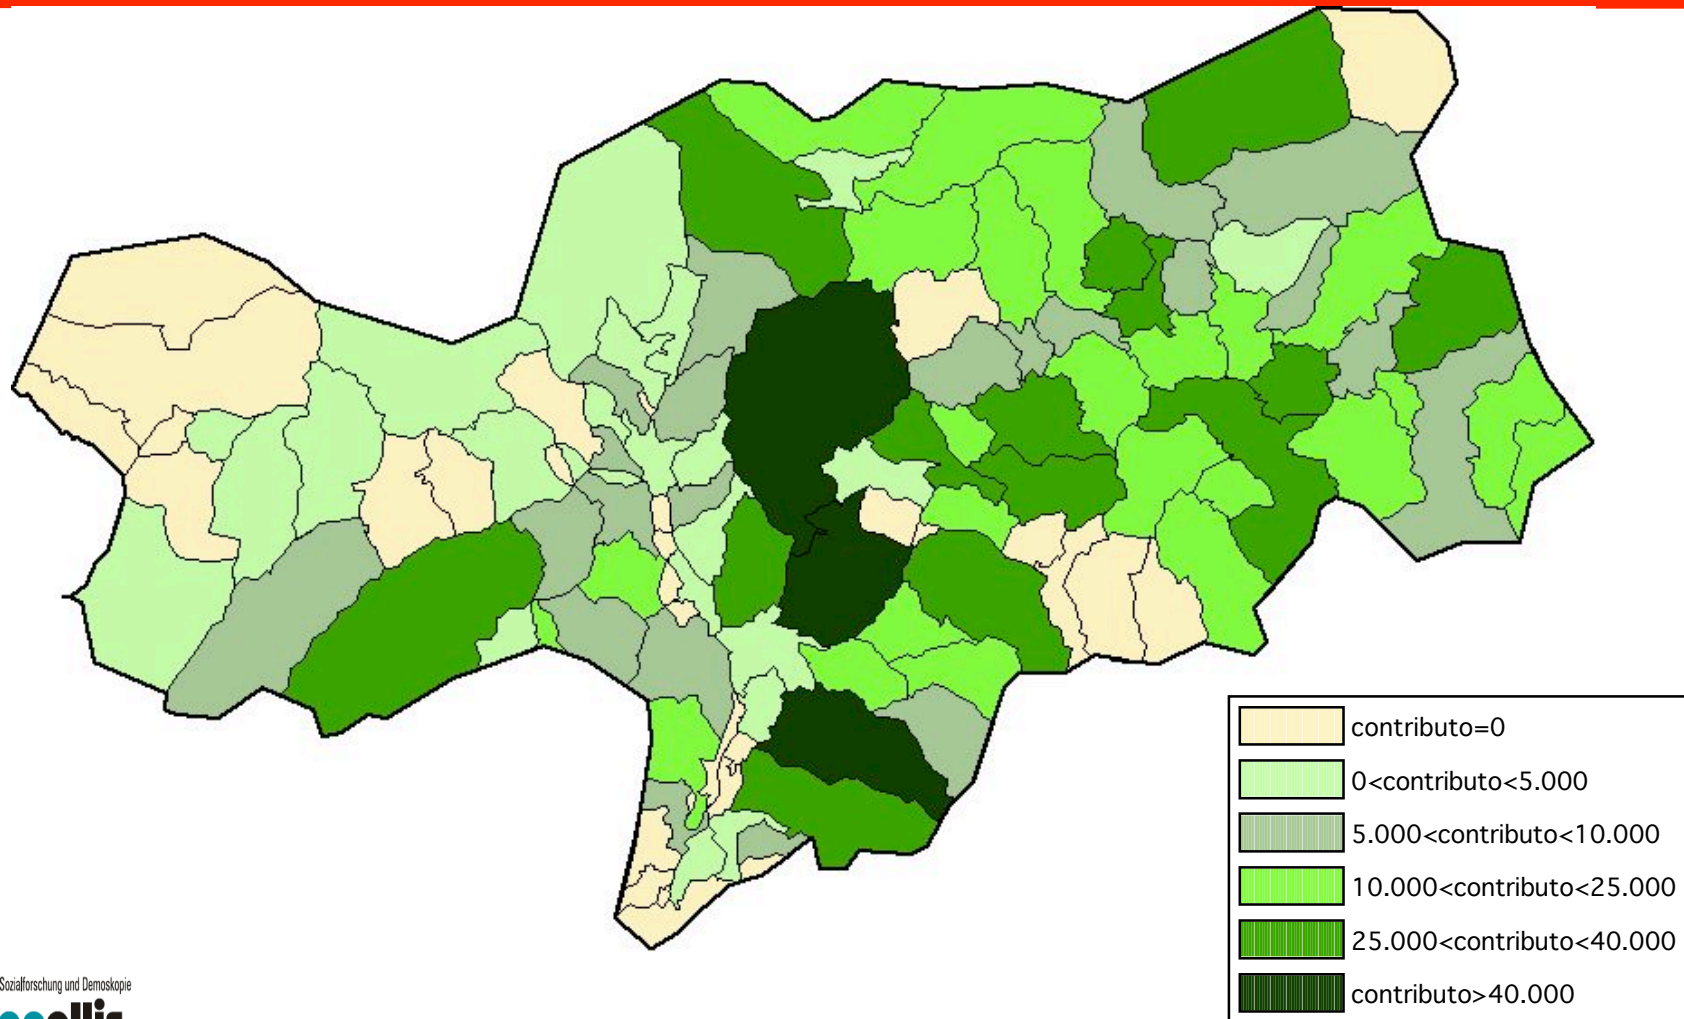 contributo=0
0<contributo<5.000
5.000<contributo<10.000
10.000<contributo<25.000
25.000<contributo<40.000
contributo>40.000
Sozialforschung und Demoskopie